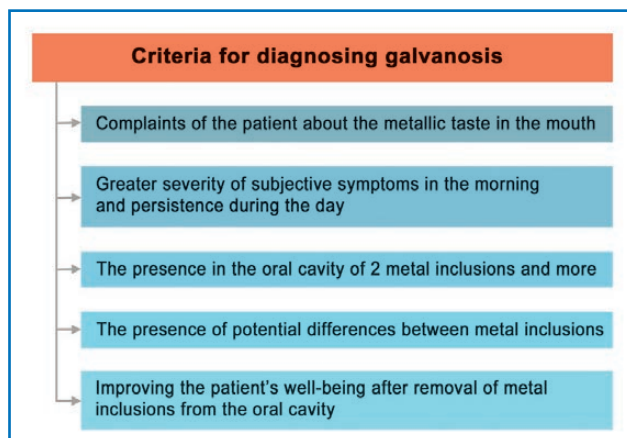 Criteria for diagnosing galvanosis
Complaints of the patient about the metallic taste in the mouth
Greater severity of subjective symptoms in the morning
and persistence during the day
The presence in the oral cavity of 2 metal inclusions and more
The presence of potential differences between metal inclusions
Improving the patient's well-being after removal of metal
inclusions from the oral cavity